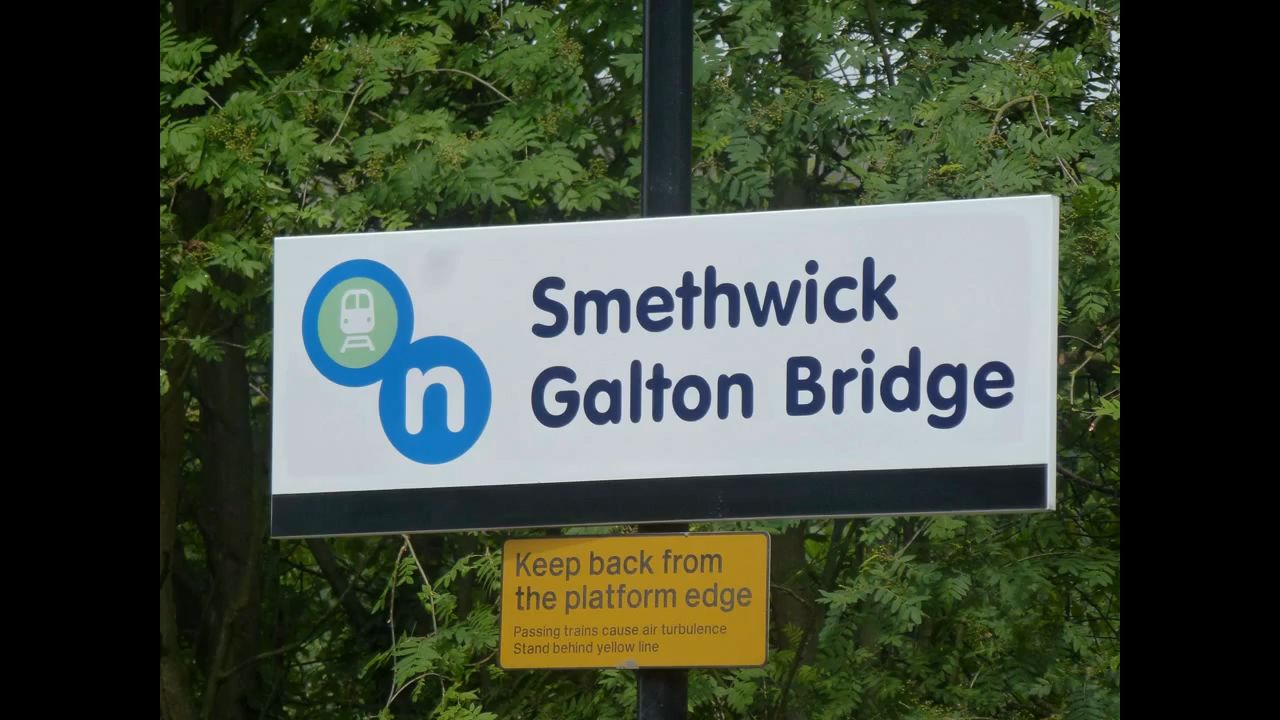 n
Smethwick
Galton Bridge
Keep back from
the platform edge
Passing trains cause air turbulence
Stand behind yellow line